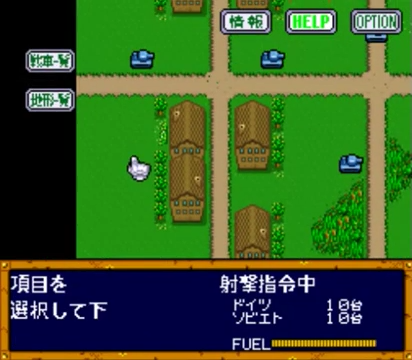 情報
HELP
OPTION
戦車一覧
地形一覧
項目を
選択して下
射撃指令中
ドイツ 10台
ソビエト 10台
FUEL